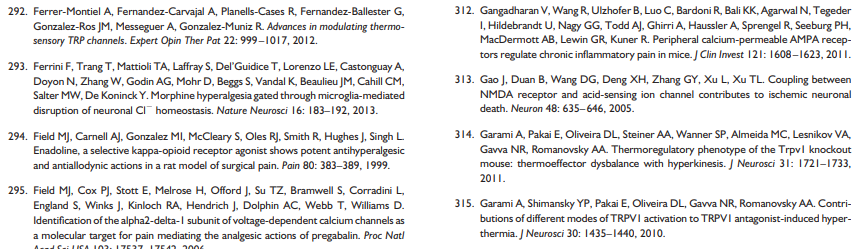 292. Ferrer-Montiel A, Fernandez-Carvajal A, Planells-Cases R, Fernandez-Ballester G,
Gonzalez-Ros JM, Messeguer A, Gonzalez-Muniz R. Advances in modulating thermo-
sensory TRP channels. Expert Opin Ther Pat 22: 999–1017, 2012.
293. Ferrini F, Trang T, Mattioli TA, Laffray S, Del'Guidice T, Lorenzo LE, Castonguay A,
Doyon N, Zhang W, Godin AG, Mohr D, Beggs S, Vandal K, Beaulieu JM, Cahill CM,
Salter MW, De Koninck Y. Morphine hyperalgesia gated through microglia-mediated
disruption of neuronal Cl⁻ homeostasis. Nature Neurosci 16: 183–192, 2013.
294. Field MJ, Carnell AJ, Gonzalez MI, McCleary S, Oles RJ, Smith R, Hughes J, Singh L.
Enadoline, a selective kappa-opioid receptor agonist shows potent antihyperalgesic
and antiallodynic actions in a rat model of surgical pain. Pain 80: 383–389, 1999.
295. Field MJ, Cox PJ, Stott E, Melrose H, Offord J, Su TZ, Bramwell S, Corradini L,
England S, Winks J, Kinloch RA, Hendrich J, Dolphin AC, Webb T, Williams D.
Identification of the alpha2-delta-1 subunit of voltage-dependent calcium channels as
a molecular target for pain mediating the analgesic actions of pregabalin. Proc Natl
Acad Sci USA 103: 17537–17542, 2006.
312. Gangadharan V, Wang R, Ulzhofer B, Luo C, Bardoni R, Bali KK, Agarwal N, Tegeder
I, Hildebrandt U, Nagy GG, Todd AJ, Ghirri A, Haussler A, Sprengel R, Seeburg PH,
MacDermott AB, Lewin GR, Kuner R. Peripheral calcium-permeable AMPA recep-
tors regulate chronic inflammatory pain in mice. J Clin Invest 121: 1608–1623, 2011.
313. Gao J, Duan B, Wang DG, Deng XH, Zhang GY, Xu L, Xu TL. Coupling between
NMDA receptor and acid-sensing ion channel contributes to ischemic neuronal
death. Neuron 48: 635–646, 2005.
314. Garami A, Pakai E, Oliveira DL, Steiner AA, Wanner SP, Almeida MC, Lesnikov VA,
Gavva NR, Romanovsky AA. Thermoregulatory phenotype of the Trpv1 knockout
mouse: thermoeffector dysbalance with hyperkinesis. J Neurosci 31: 1721–1733,
2011.
315. Garami A, Shimansky YP, Pakai E, Oliveira DL, Gavva NR, Romanovsky AA. Contri-
butions of different modes of TRPV1 activation to TRPV1 antagonist-induced hyper-
thermia. J Neurosci 30: 1435–1440, 2010.